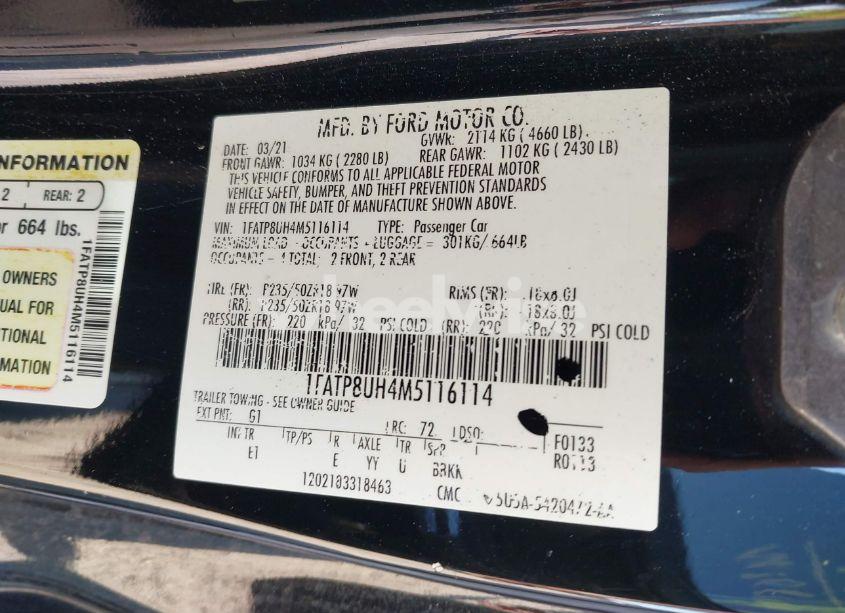 MFD. BY FORD MOTOR CO.
DATE: 03/21 GVWR: 2114 KG ( 4660 LB)
FRONT GAWR: 1034 KG ( 2280 LB) REAR GAWR: 1102 KG ( 2430 LB)
THIS VEHICLE CONFORMS TO ALL APPLICABLE FEDERAL MOTOR
VEHICLE SAFETY, BUMPER, AND THEFT PREVENTION STANDARDS
IN EFFECT ON THE DATE OF MANUFACTURE SHOWN ABOVE.
VIN: 1FATP8UH4M5116114 TYPE: Passenger Car
MAXIMUM LOAD - OCCUPANTS + LUGGAGE = 301KG/ 664LB
OCCUPANTS - 4 TOTAL: 2 FRONT, 2 REAR
TIRE (FR): P235/50ZR18 97W RIMS (FR): 18x8.0J
(RR): P235/50ZR18 97W 18x8.0J
PRESSURE (FR): 220 kPa/ 32 PSI COLD (RR): 220 kPa/ 32 PSI COLD
1FATP8UH4M5116114
TRAILER TOWING - SEE OWNER GUIDE
EXT PNT: G1 RC: 72 DSO: F0133
INT TR TP/PS R AXLE TR SPR R0113
ET E YY U BRKK
1202103318463 CMC
INFORMATION
2 REAR: 2
or 664 lbs.
OWNERS
UAL FOR
TIONAL
MATION
1FATP8UH4M5116114